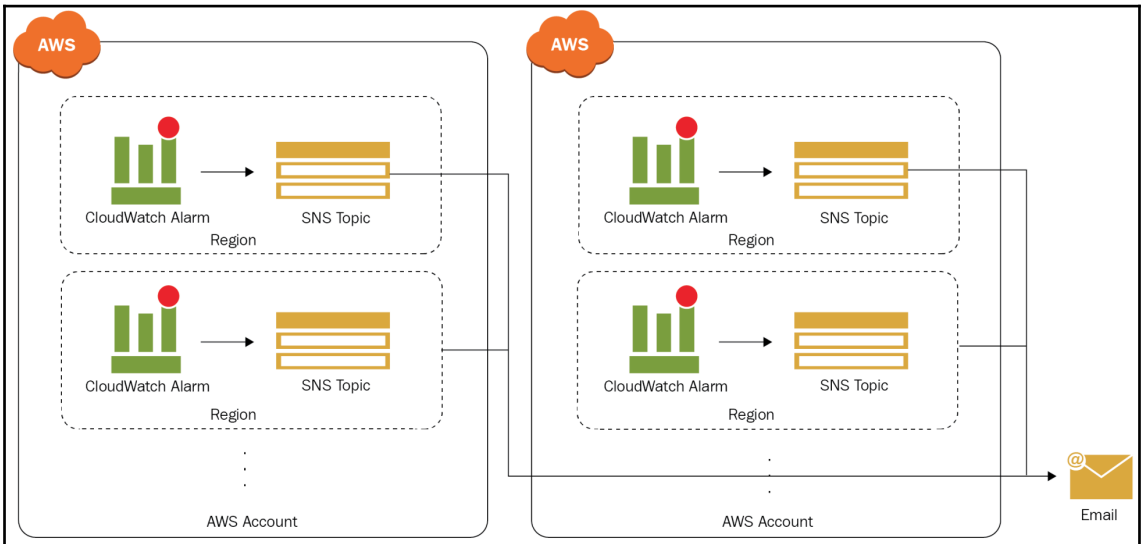 AWS
AWS
CloudWatch Alarm
SNS Topic
Region
CloudWatch Alarm
SNS Topic
Region
CloudWatch Alarm
SNS Topic
Region
CloudWatch Alarm
SNS Topic
Region
AWS Account
AWS Account
@
Email